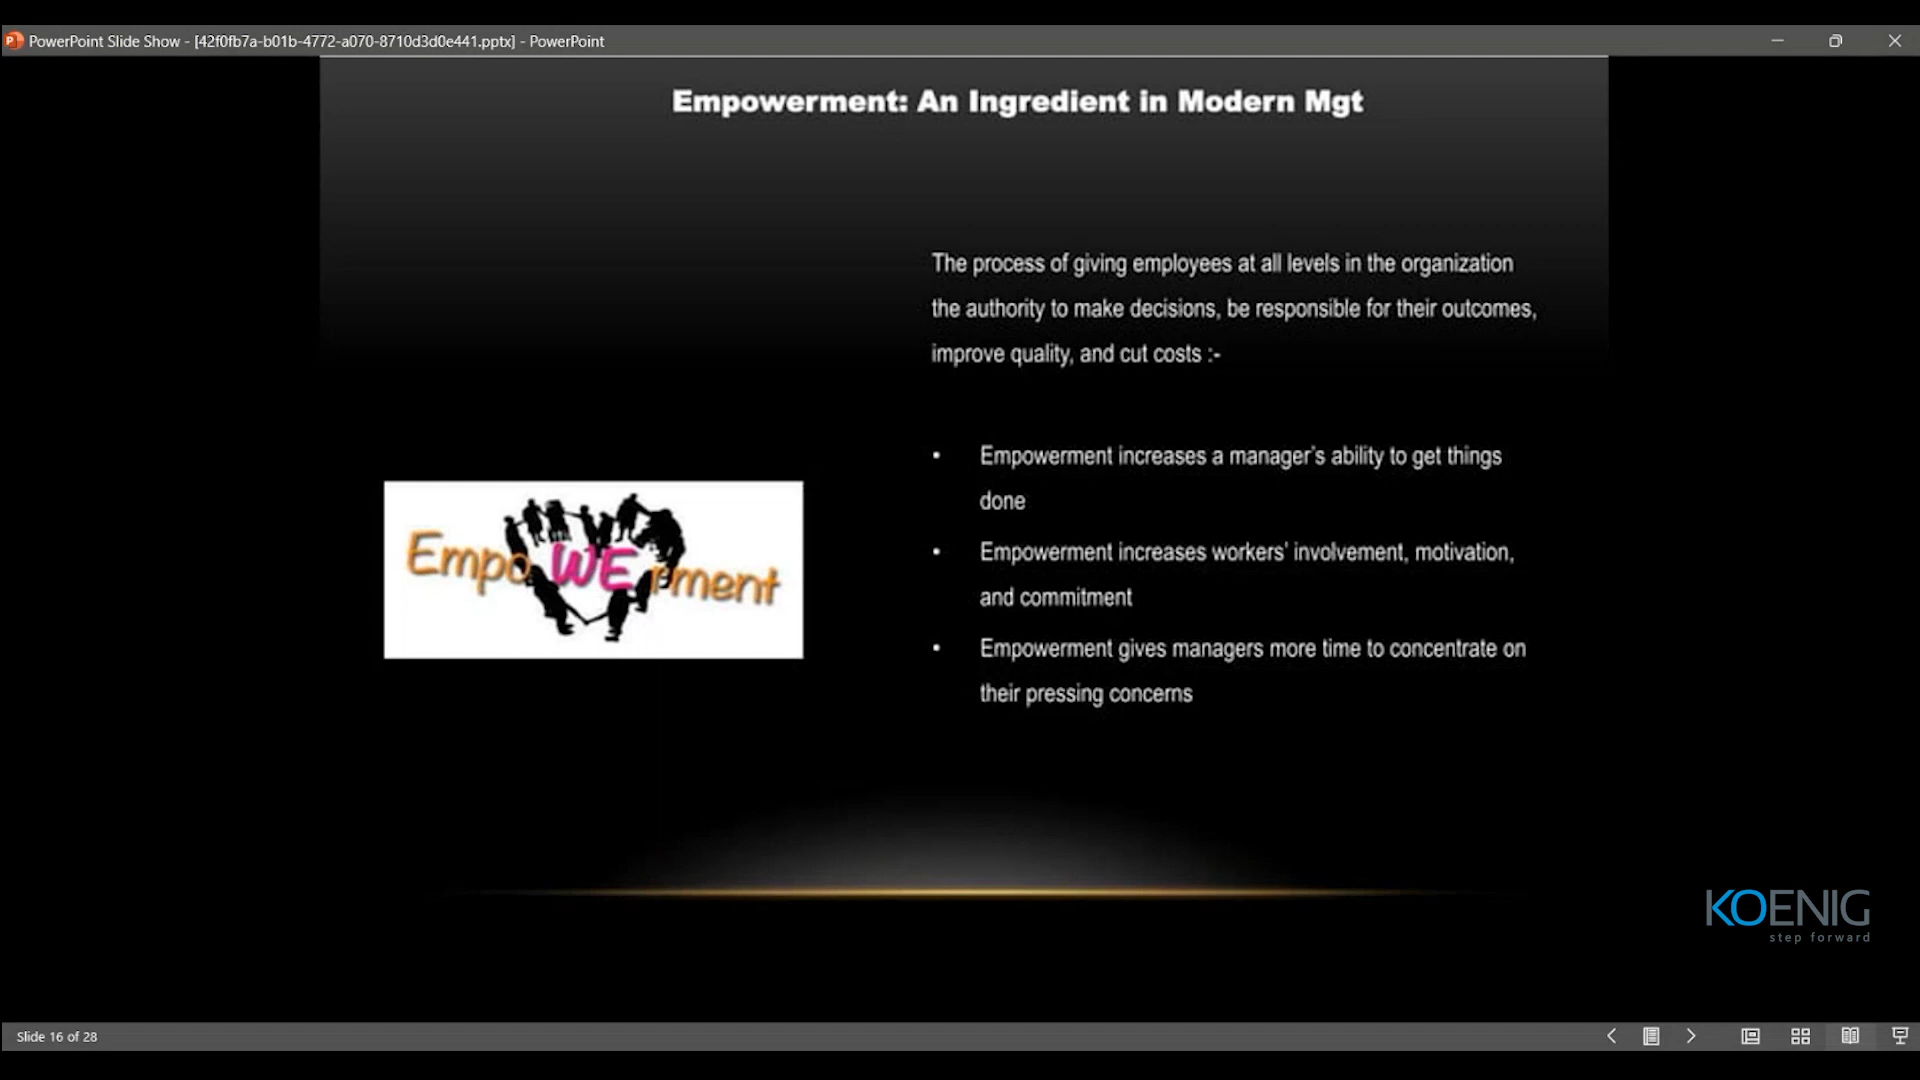 PowerPoint Slide Show - [42f0fb7a-b01b-4772-a070-8710d3d0e441.pptx] - PowerPoint
Empowerment: An Ingredient in Modern Mgt
The process of giving employees at all levels in the organization
the authority to make decisions, be responsible for their outcomes,
improve quality, and cut costs :-
• Empowerment increases a manager's ability to get things
done
• Empowerment increases workers' involvement, motivation,
and commitment
• Empowerment gives managers more time to concentrate on
their pressing concerns
EmpoWErment
KOENIG
step forward
Slide 16 of 28